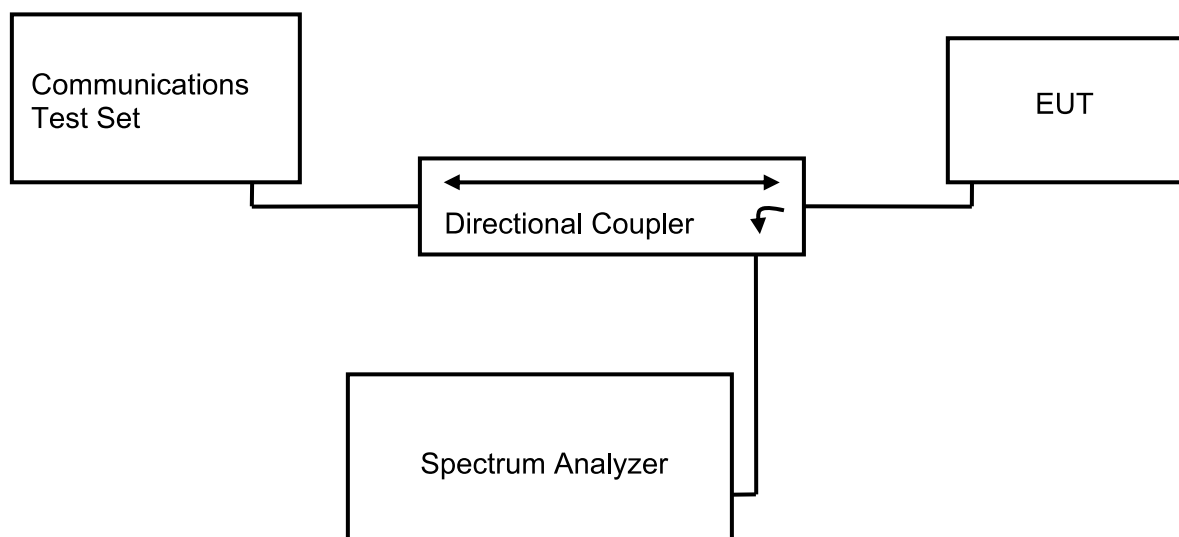 Communications
Test Set
EUT
Directional Coupler
Spectrum Analyzer